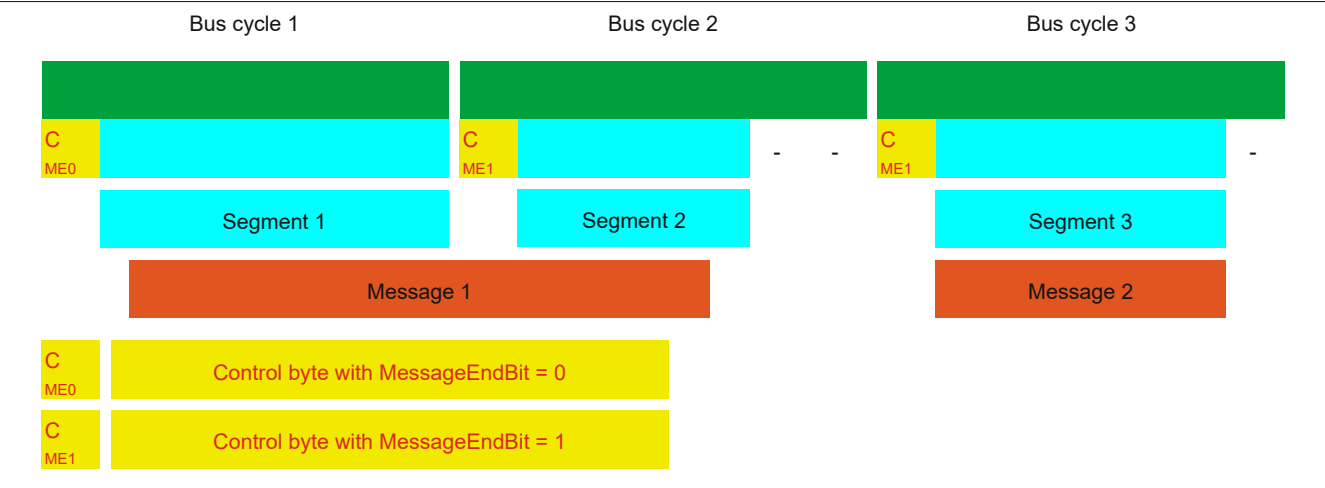 Bus cycle 1 Bus cycle 2 Bus cycle 3
C C C
ME0 ME1 ME1
- - -
Segment 1 Segment 2 Segment 3
Message 1 Message 2
C
ME0
Control byte with MessageEndBit = 0
C
ME1
Control byte with MessageEndBit = 1